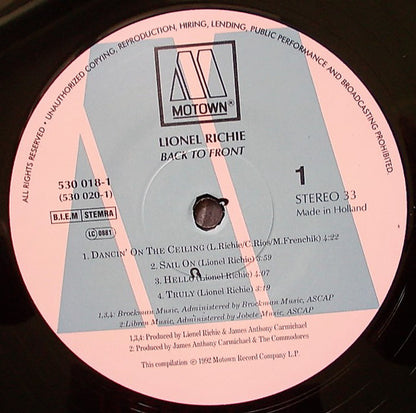 ALL RIGHTS RESERVED • UNAUTHORIZED COPYING, REPRODUCTION, HIRING, LENDING, PUBLIC PERFORMANCE AND BROADCASTING PROHIBITED.
MOTOWN®
LIONEL RICHIE
BACK TO FRONT
530 018-1
(530 020-1)
1
B.I.E.M STEMRA
STEREO 33
Made in Holland
LC 0881
1. DANCIN' ON THE CEILING (L.Richie/C.Rios/M.Frenchik) 4:22
2. SAIL ON (Lionel Richie) 3:59
3. HELLO (Lionel Richie) 4:07
4. TRULY (Lionel Richie) 3:19
1,3,4: Brockman Music, Administered by Brockman Music, ASCAP
2:Libren Music, Administered by Jobete Music, ASCAP
1,3,4: Produced by Lionel Richie & James Anthony Carmichael
2: Produced by James Anthony Carmichael & The Commodores
This compilation ℗ 1992 Motown Record Company L.P.